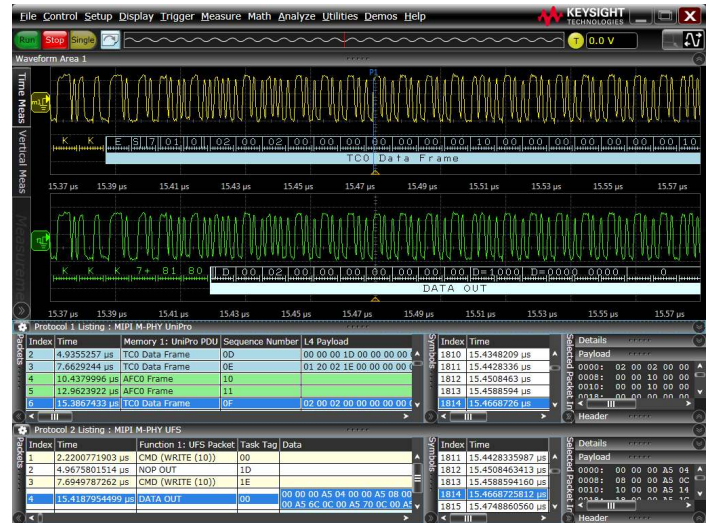 File Control Setup Display Trigger Measure Math Analyze Utilities Demos Help
KEYSIGHT
TECHNOLOGIES
Run Stop Single T 0.0 V
Waveform Area 1
Time Meas
Vertical Meas
Measurements
P1
m1
K K E S 7 01 01 02 00 02 00 00 00 00 00 00 00 10 00 00 00 00 00 00 10
TC0 Data Frame
15.37 µs 15.39 µs 15.41 µs 15.43 µs 15.45 µs 15.47 µs 15.49 µs 15.51 µs 15.53 µs 15.55 µs 15.57 µs
K K K 7+ 81 80 D 00 02 00 00 00 00 00 00 00 D=1000 D=0000 0000 0
DATA OUT
15.37 µs 15.39 µs 15.41 µs 15.43 µs 15.45 µs 15.47 µs 15.49 µs 15.51 µs 15.53 µs 15.55 µs 15.57 µs
Protocol 1 Listing : MIPI M-PHY UniPro
Packets
Index Time Memory 1: UniPro PDU Sequence Number L4 Payload
2 4.9355257 µs TC0 Data Frame 0D 00 00 00 1D 00 00 00 00
3 7.6629244 µs TC0 Data Frame 0E 01 20 02 1E 00 00 00 00
4 10.4379996 µs AFC0 Frame 10
5 12.9623922 µs AFC0 Frame 11
6 15.3867433 µs TC0 Data Frame 0F 02 00 02 00 00 00 00 00
Symbols
Index Time
1810 15.4348209 µs
1811 15.4428336 µs
1812 15.4508463 µs
1813 15.4588594 µs
1814 15.4668726 µs
Selected Packet Inf
Details
Payload
0000: 02 00 02 00 00
0008: 00 00 10 00 00
0010: 00 00 10 00 00
Header
Protocol 2 Listing : MIPI M-PHY UFS
Packets
Index Time Function 1: UFS Packet Task Tag Data
1 2.2200771903 µs CMD (WRITE (10)) 00
2 4.9675801514 µs NOP OUT 1D
3 7.6949787262 µs CMD (WRITE (10)) 1E
4 15.4187954499 µs DATA OUT 00 00 00 00 A5 04 00 00 A5 08 00
00 A5 6C 0C 00 A5 70 0C 00 A5
Symbols
Index Time
1811 15.4428335987 µs
1812 15.4508463413 µs
1813 15.4588594160 µs
1814 15.4668725812 µs
1815 15.4748860560 µs
Selected Packet Inf
Details
Payload
0000: 00 00 00 A5 04
0008: 08 00 00 A5 0C
0010: 10 00 00 A5 14
Header